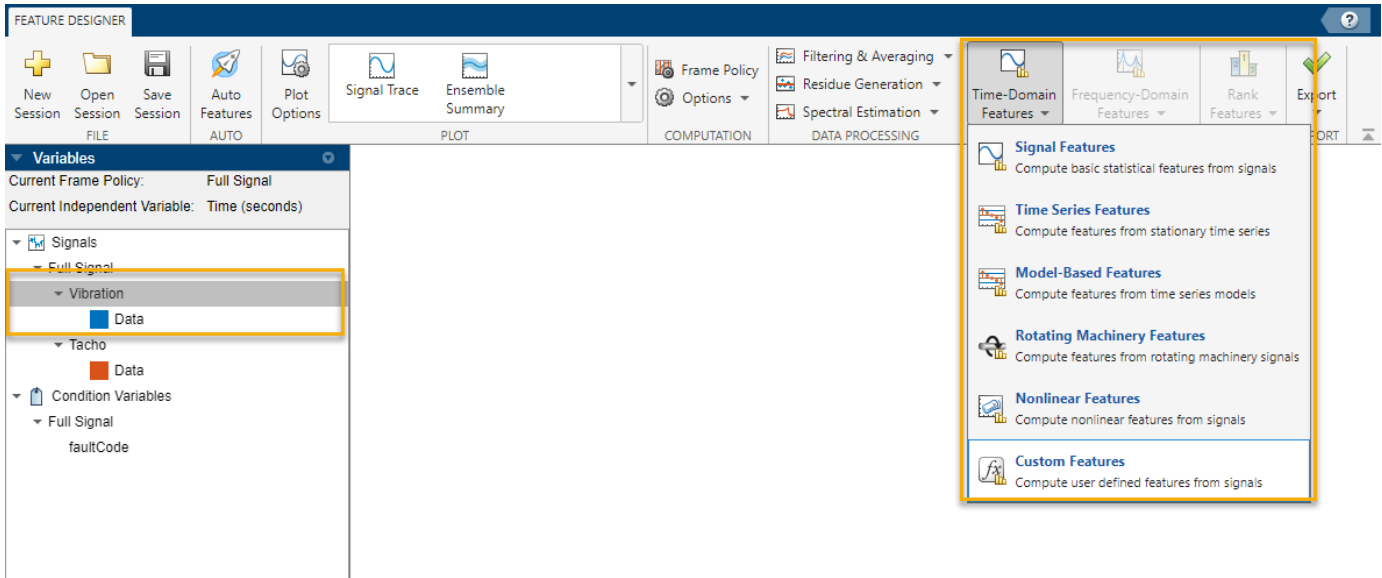 FEATURE DESIGNER
?
New
Session
Open
Session
Save
Session
Auto
Features
Plot
Options
Signal Trace
Ensemble
Summary
Frame Policy
Options
Filtering & Averaging
Residue Generation
Spectral Estimation
Time-Domain
Features
Frequency-Domain
Features
Rank
Features
Export
FILE
AUTO
PLOT
COMPUTATION
DATA PROCESSING
ORT
Variables
Current Frame Policy: Full Signal
Current Independent Variable: Time (seconds)
Signals
Full Signal
Vibration
Data
Tacho
Data
Condition Variables
Full Signal
faultCode
Signal Features
Compute basic statistical features from signals
Time Series Features
Compute features from stationary time series
Model-Based Features
Compute features from time series models
Rotating Machinery Features
Compute features from rotating machinery signals
Nonlinear Features
Compute nonlinear features from signals
fx
Custom Features
Compute user defined features from signals